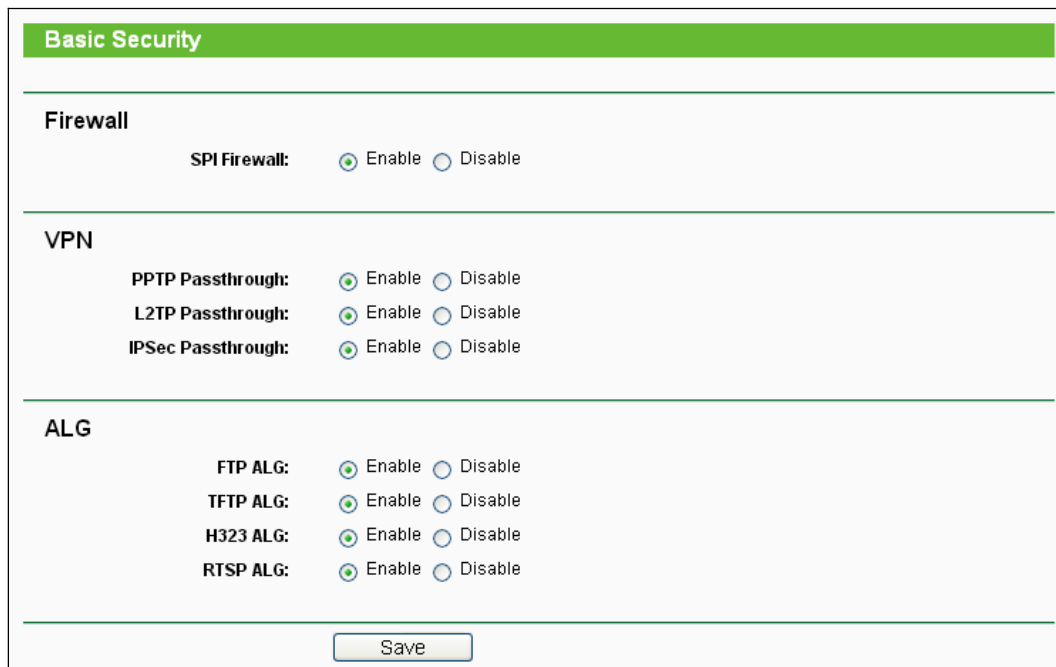 Basic Security
Firewall
SPI Firewall: Enable Disable
VPN
PPTP Passthrough: Enable Disable
L2TP Passthrough: Enable Disable
IPSec Passthrough: Enable Disable
ALG
FTP ALG: Enable Disable
TFTP ALG: Enable Disable
H323 ALG: Enable Disable
RTSP ALG: Enable Disable
Save